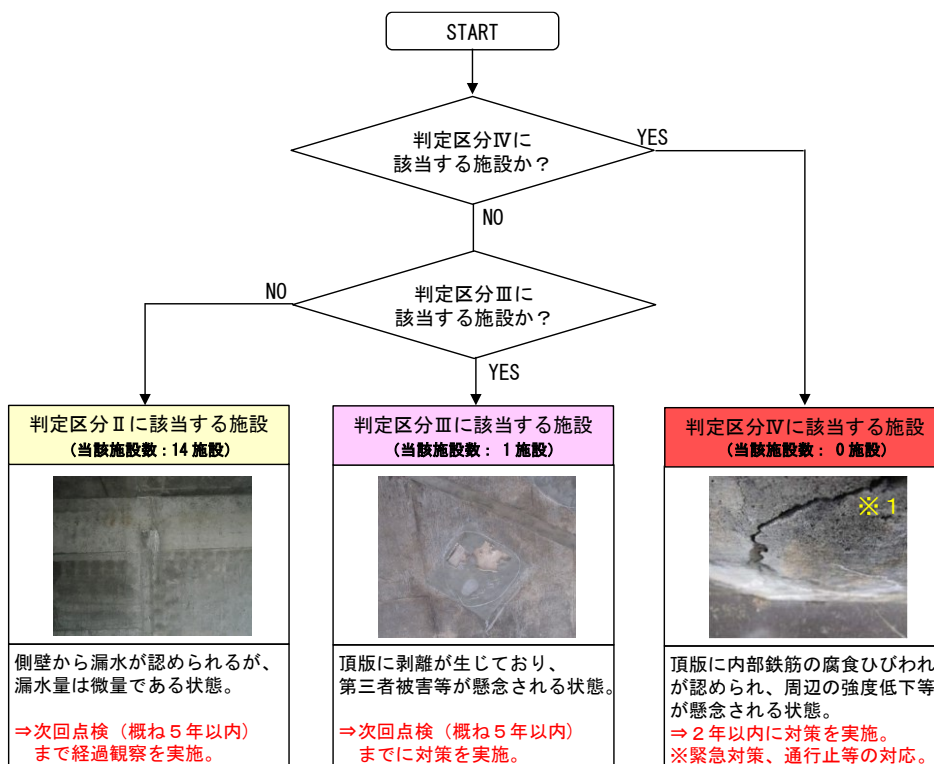 START
判定区分Ⅳに
該当する施設か？
YES
NO
判定区分Ⅲに
該当する施設か？
NO
YES
判定区分Ⅱに該当する施設
(当該施設数：14 施設)
側壁から漏水が認められるが、
漏水量は微量である状態。
⇒次回点検（概ね５年以内）
まで経過観察を実施。
判定区分Ⅲに該当する施設
(当該施設数： 1 施設)
頂版に剥離が生じており、
第三者被害等が懸念される状態。
⇒次回点検（概ね５年以内）
までに対策を実施。
判定区分Ⅳに該当する施設
(当該施設数： 0 施設)
※１
頂版に内部鉄筋の腐食ひびわれ
が認められ、周辺の強度低下等
が懸念される状態。
⇒２年以内に対策を実施。
※緊急対策、通行止等の対応。